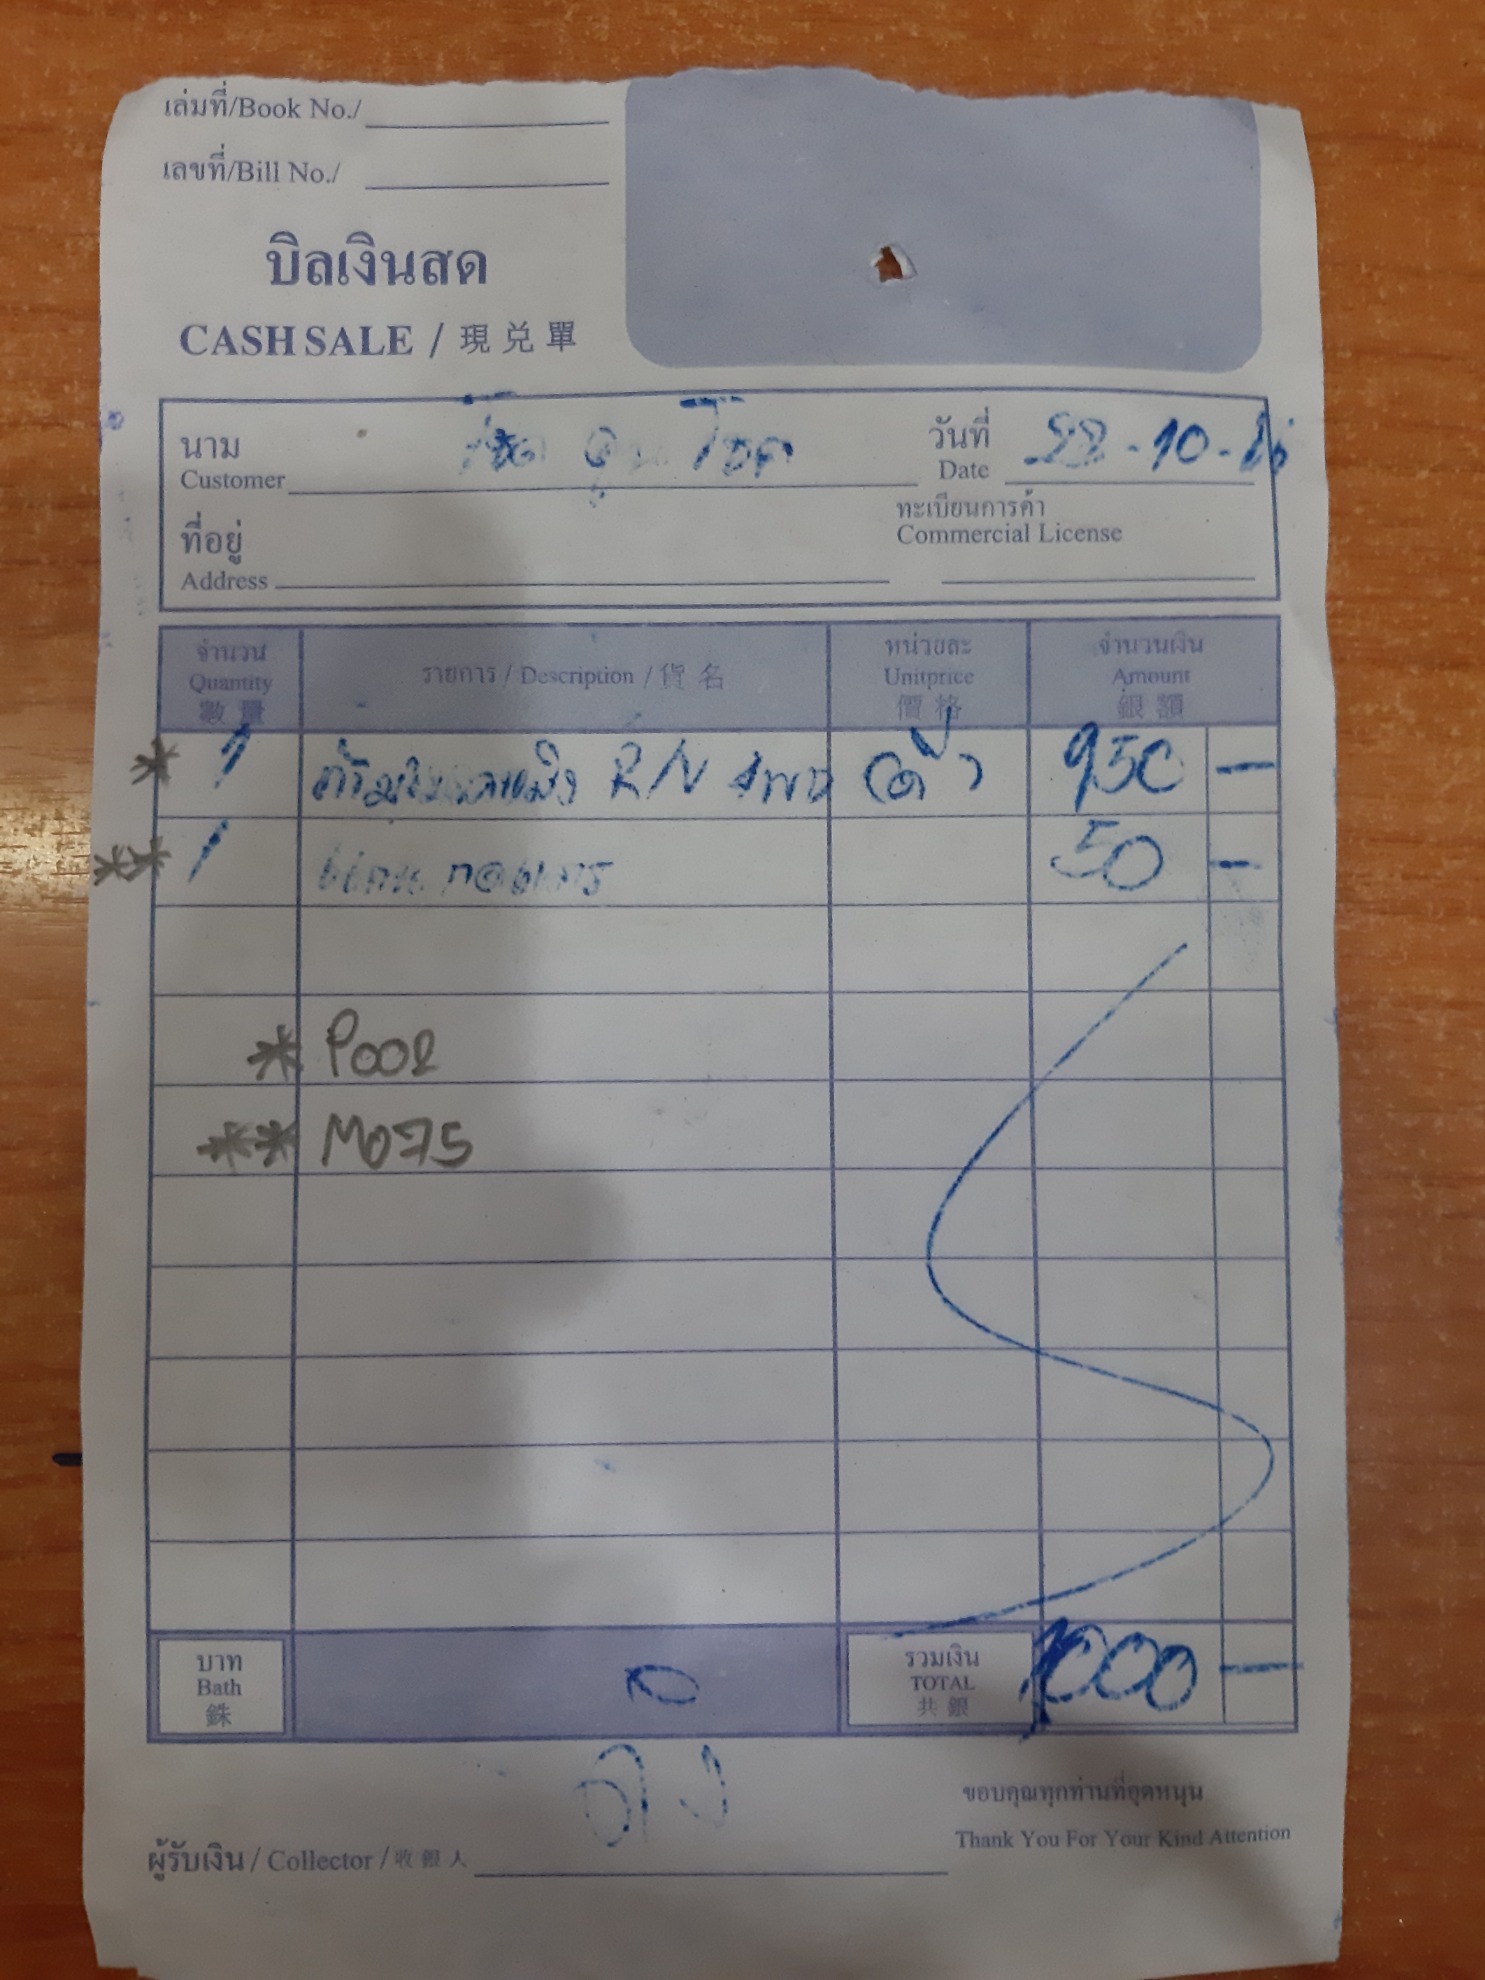 เล่มที่/Book No./
เลขที่/Bill No./
บิลเงินสด
CASH SALE / 現兑單
นาม
Customer
วันที่
Date
-10-
ที่อยู่
Address
ทะเบียนการค้า
Commercial License
จำนวน
Quantity
數量
รายการ / Description / 貨名
หน่วยละ
Unitprice
價格
จำนวนเงิน
Amount
銀額
* 1 R/N 950 -
** 1 50 -
* P002
** M075
บาท
Bath
銖
รวมเงิน
TOTAL
共銀
1000 -
ขอบคุณทุกท่านที่อุดหนุน
Thank You For Your Kind Attention
ผู้รับเงิน / Collector / 收銀人